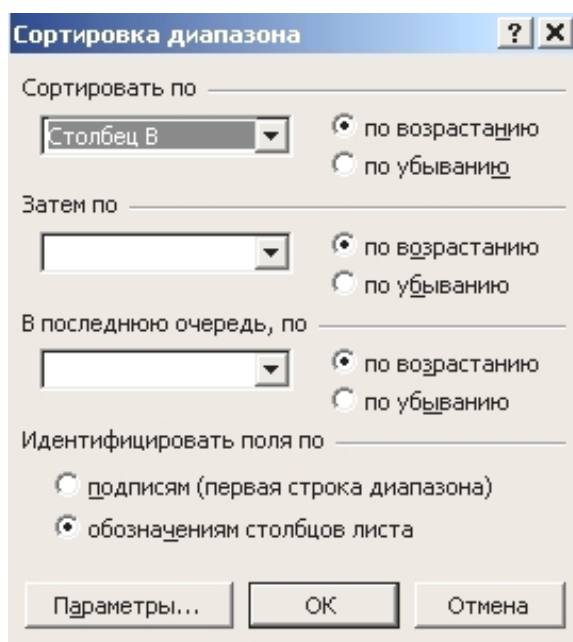 Сортировка диапазона
Сортировать по
Столбец В
по возрастанию
по убыванию
Затем по
по возрастанию
по убыванию
В последнюю очередь, по
по возрастанию
по убыванию
Идентифицировать поля по
подписям (первая строка диапазона)
обозначениям столбцов листа
Параметры... ОК Отмена